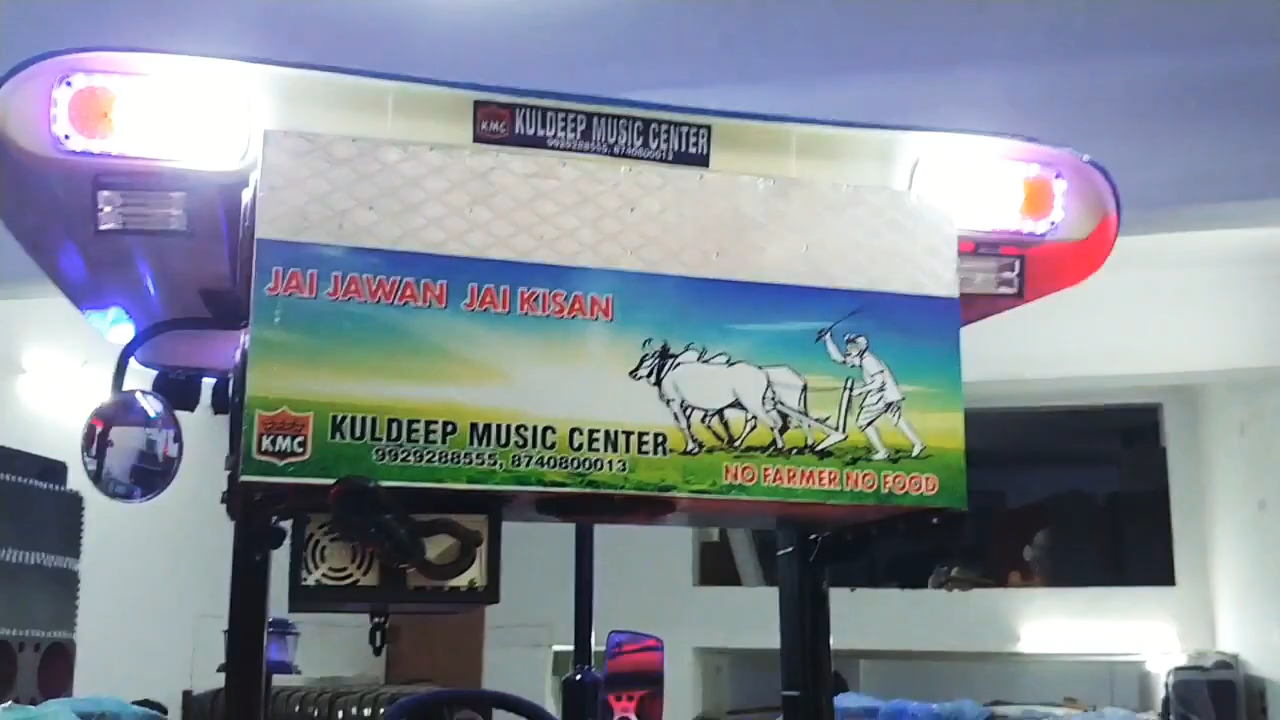 KMC KULDEEP MUSIC CENTER
9929288555, 8740800013
JAI JAWAN JAI KISAN
KMC KULDEEP MUSIC CENTER
9929288555, 8740800013
NO FARMER NO FOOD